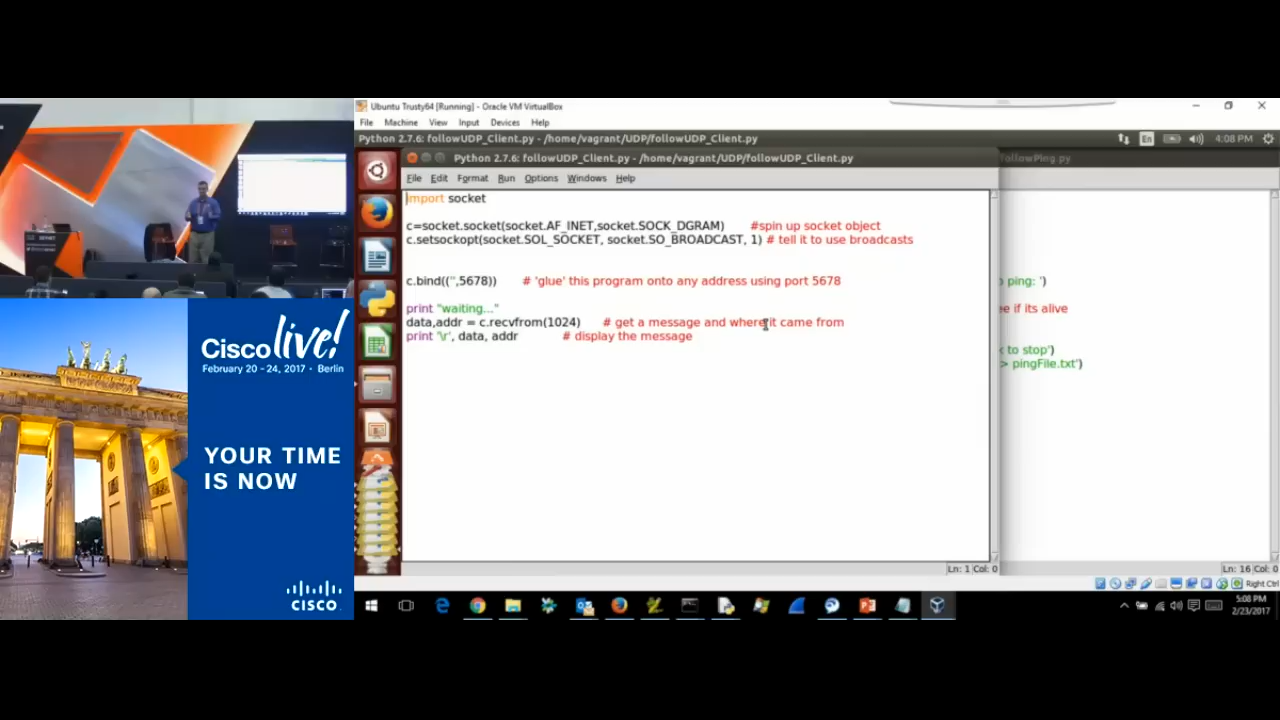 Cisco live!
February 20 - 24, 2017 • Berlin
YOUR TIME
IS NOW
CISCO
Ubuntu Trusty64 [Running] - Oracle VM VirtualBox
File Machine View Input Devices Help
Python 2.7.6: followUDP_Client.py - /home/vagrant/UDP/followUDP_Client.py
En
4:08 PM
Python 2.7.6: followUDP_Client.py - /home/vagrant/UDP/followUDP_Client.py
FollowPing.py
File Edit Format Run Options Windows Help
import socket
c=socket.socket(socket.AF_INET,socket.SOCK_DGRAM) #spin up socket object
c.setsockopt(socket.SOL_SOCKET, socket.SO_BROADCAST, 1) # tell it to use broadcasts
c.bind(('',5678)) # 'glue' this program onto any address using port 5678
print "waiting..."
data,addr = c.recvfrom(1024) # get a message and where it came from
print '\r', data, addr # display the message
ping: ')
if its alive
to stop')
> pingFile.txt')
Ln: 1 Col: 0
Ln: 16 Col: 0
Right Ctrl
5:08 PM
2/23/2017